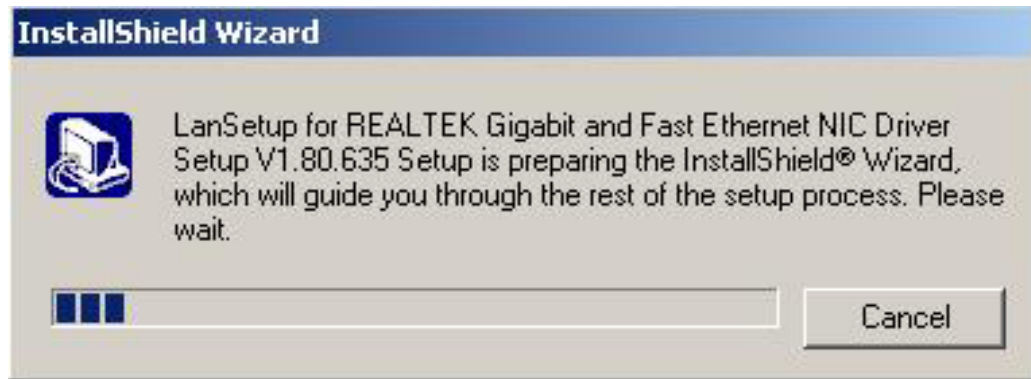 InstallShield Wizard
LanSetup for REALTEK Gigabit and Fast Ethernet NIC Driver
Setup V1.80.635 Setup is preparing the InstallShield® Wizard,
which will guide you through the rest of the setup process. Please
wait.
Cancel